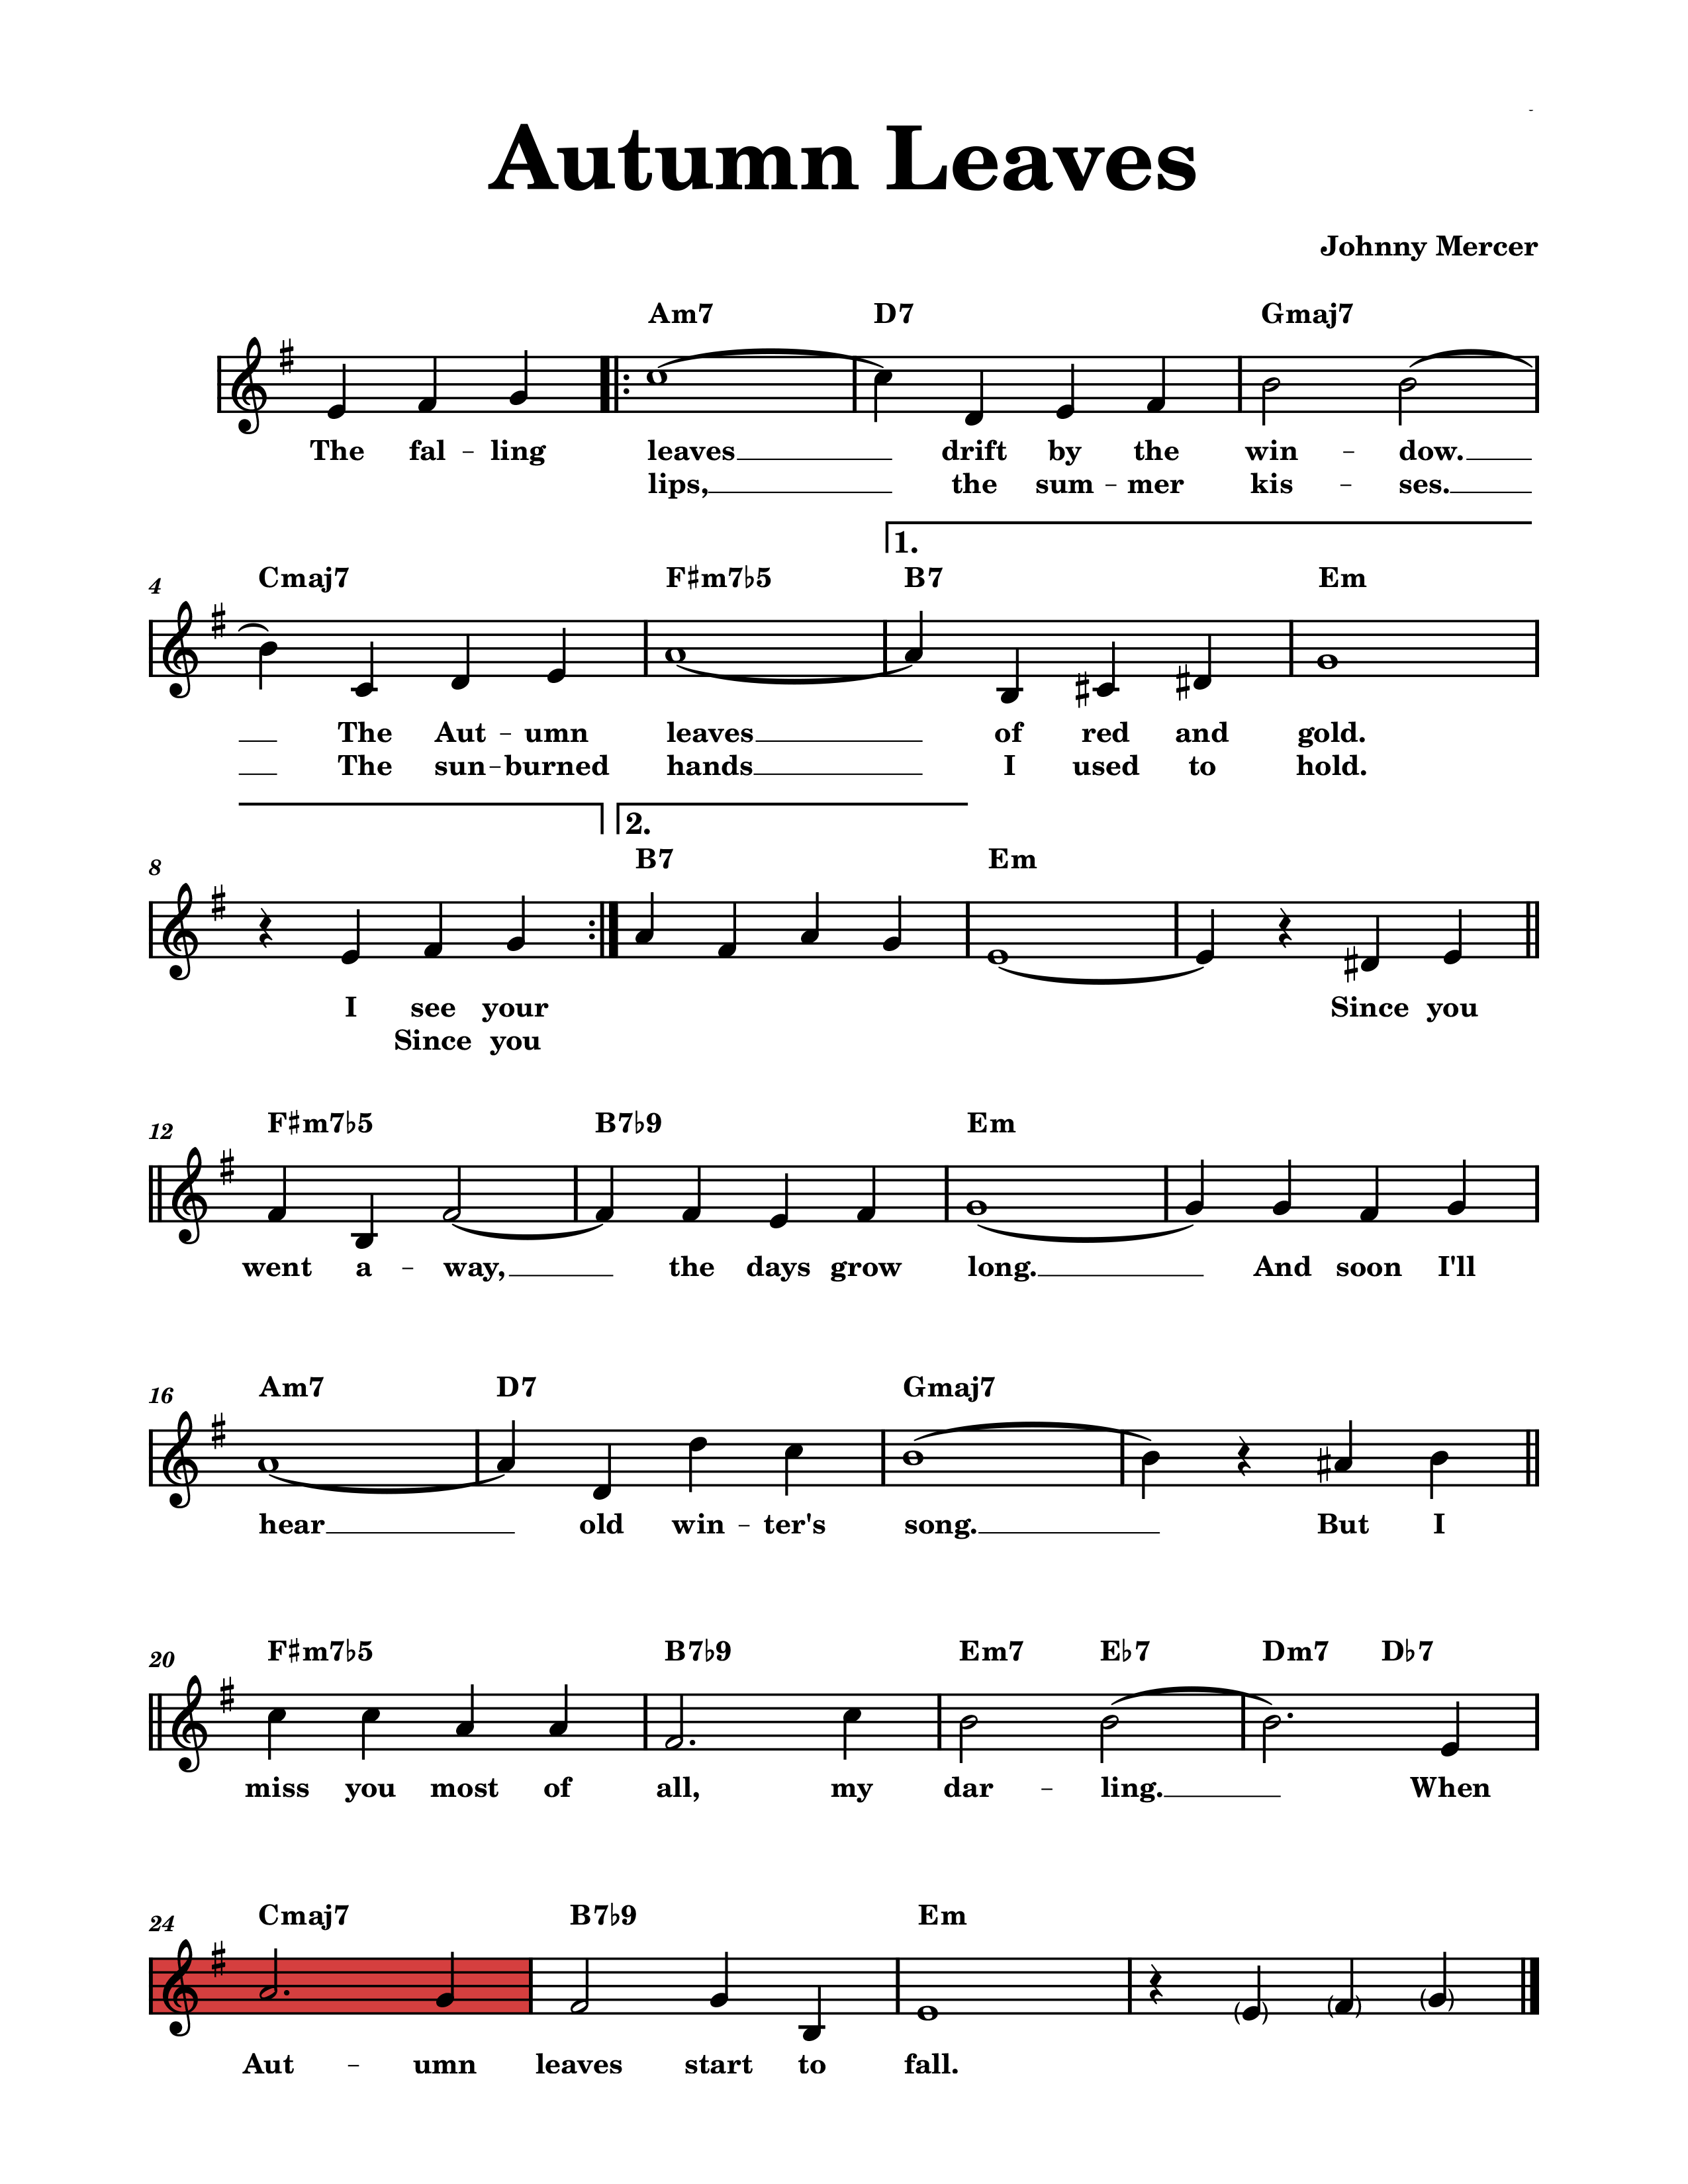 Autumn Leaves
Johnny Mercer
Am7 D7 Gmaj7
The fal - ling leaves drift by the win - dow.
lips, the sum - mer kis - ses.
1.
4 Cmaj7 F♯m7♭5 B7 Em
The Aut - umn leaves of red and gold.
The sun - burned hands I used to hold.
2.
8 B7 Em
I see your Since you
Since you
12 F♯m7♭5 B7♭9 Em
went a - way, the days grow long. And soon I'll
16 Am7 D7 Gmaj7
hear old win - ter's song. But I
20 F♯m7♭5 B7♭9 Em7 E♭7 Dm7 D♭7
miss you most of all, my dar - ling. When
24 Cmaj7 B7♭9 Em
Aut - umn leaves start to fall.